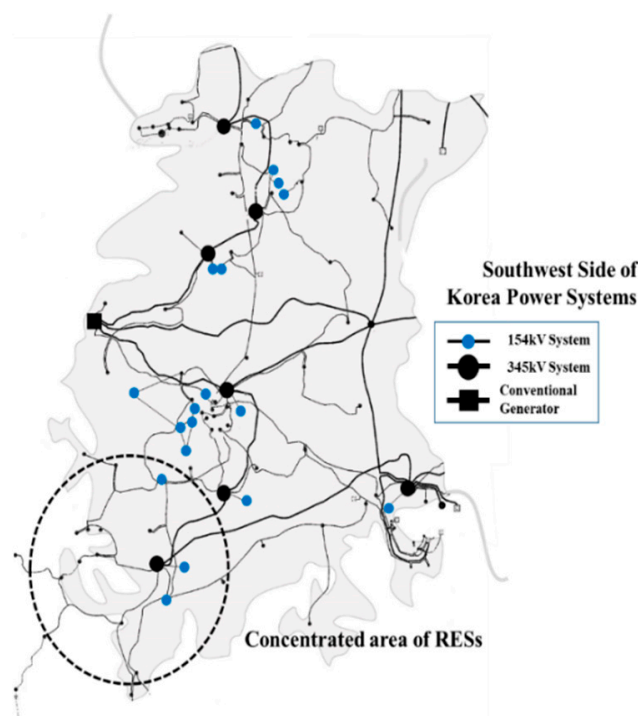 Southwest Side of
Korea Power Systems
154kV System
345kV System
Conventional
Generator
Concentrated area of RESs